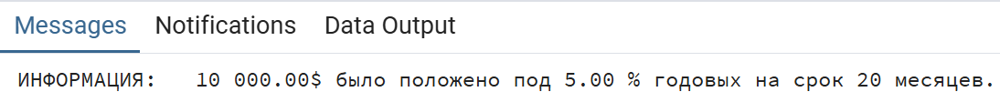 Messages Notifications Data Output
ИНФОРМАЦИЯ: 10 000.00$ было положено под 5.00 % годовых на срок 20 месяцев.